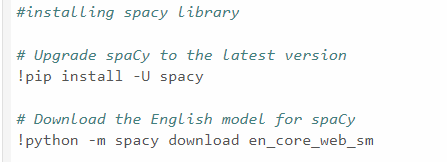 #installing spacy library
# Upgrade spaCy to the latest version
!pip install -U spacy
# Download the English model for spaCy
!python -m spacy download en_core_web_sm